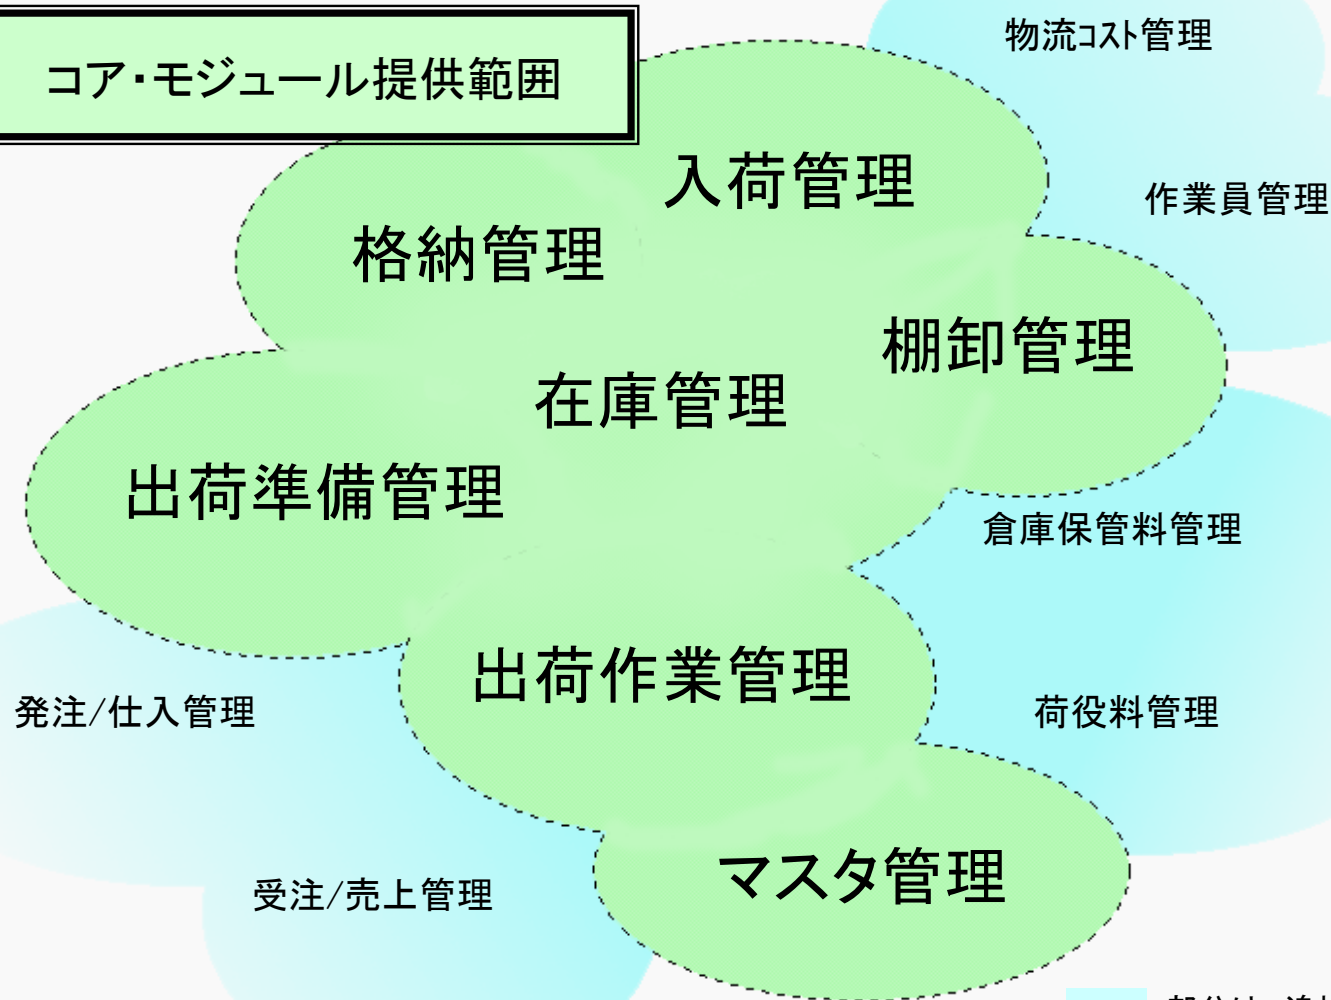 コア・モジュール提供範囲
物流コスト管理
入荷管理
作業員管理
格納管理
棚卸管理
在庫管理
出荷準備管理
倉庫保管料管理
出荷作業管理
発注/仕入管理
荷役料管理
マスタ管理
受注/売上管理